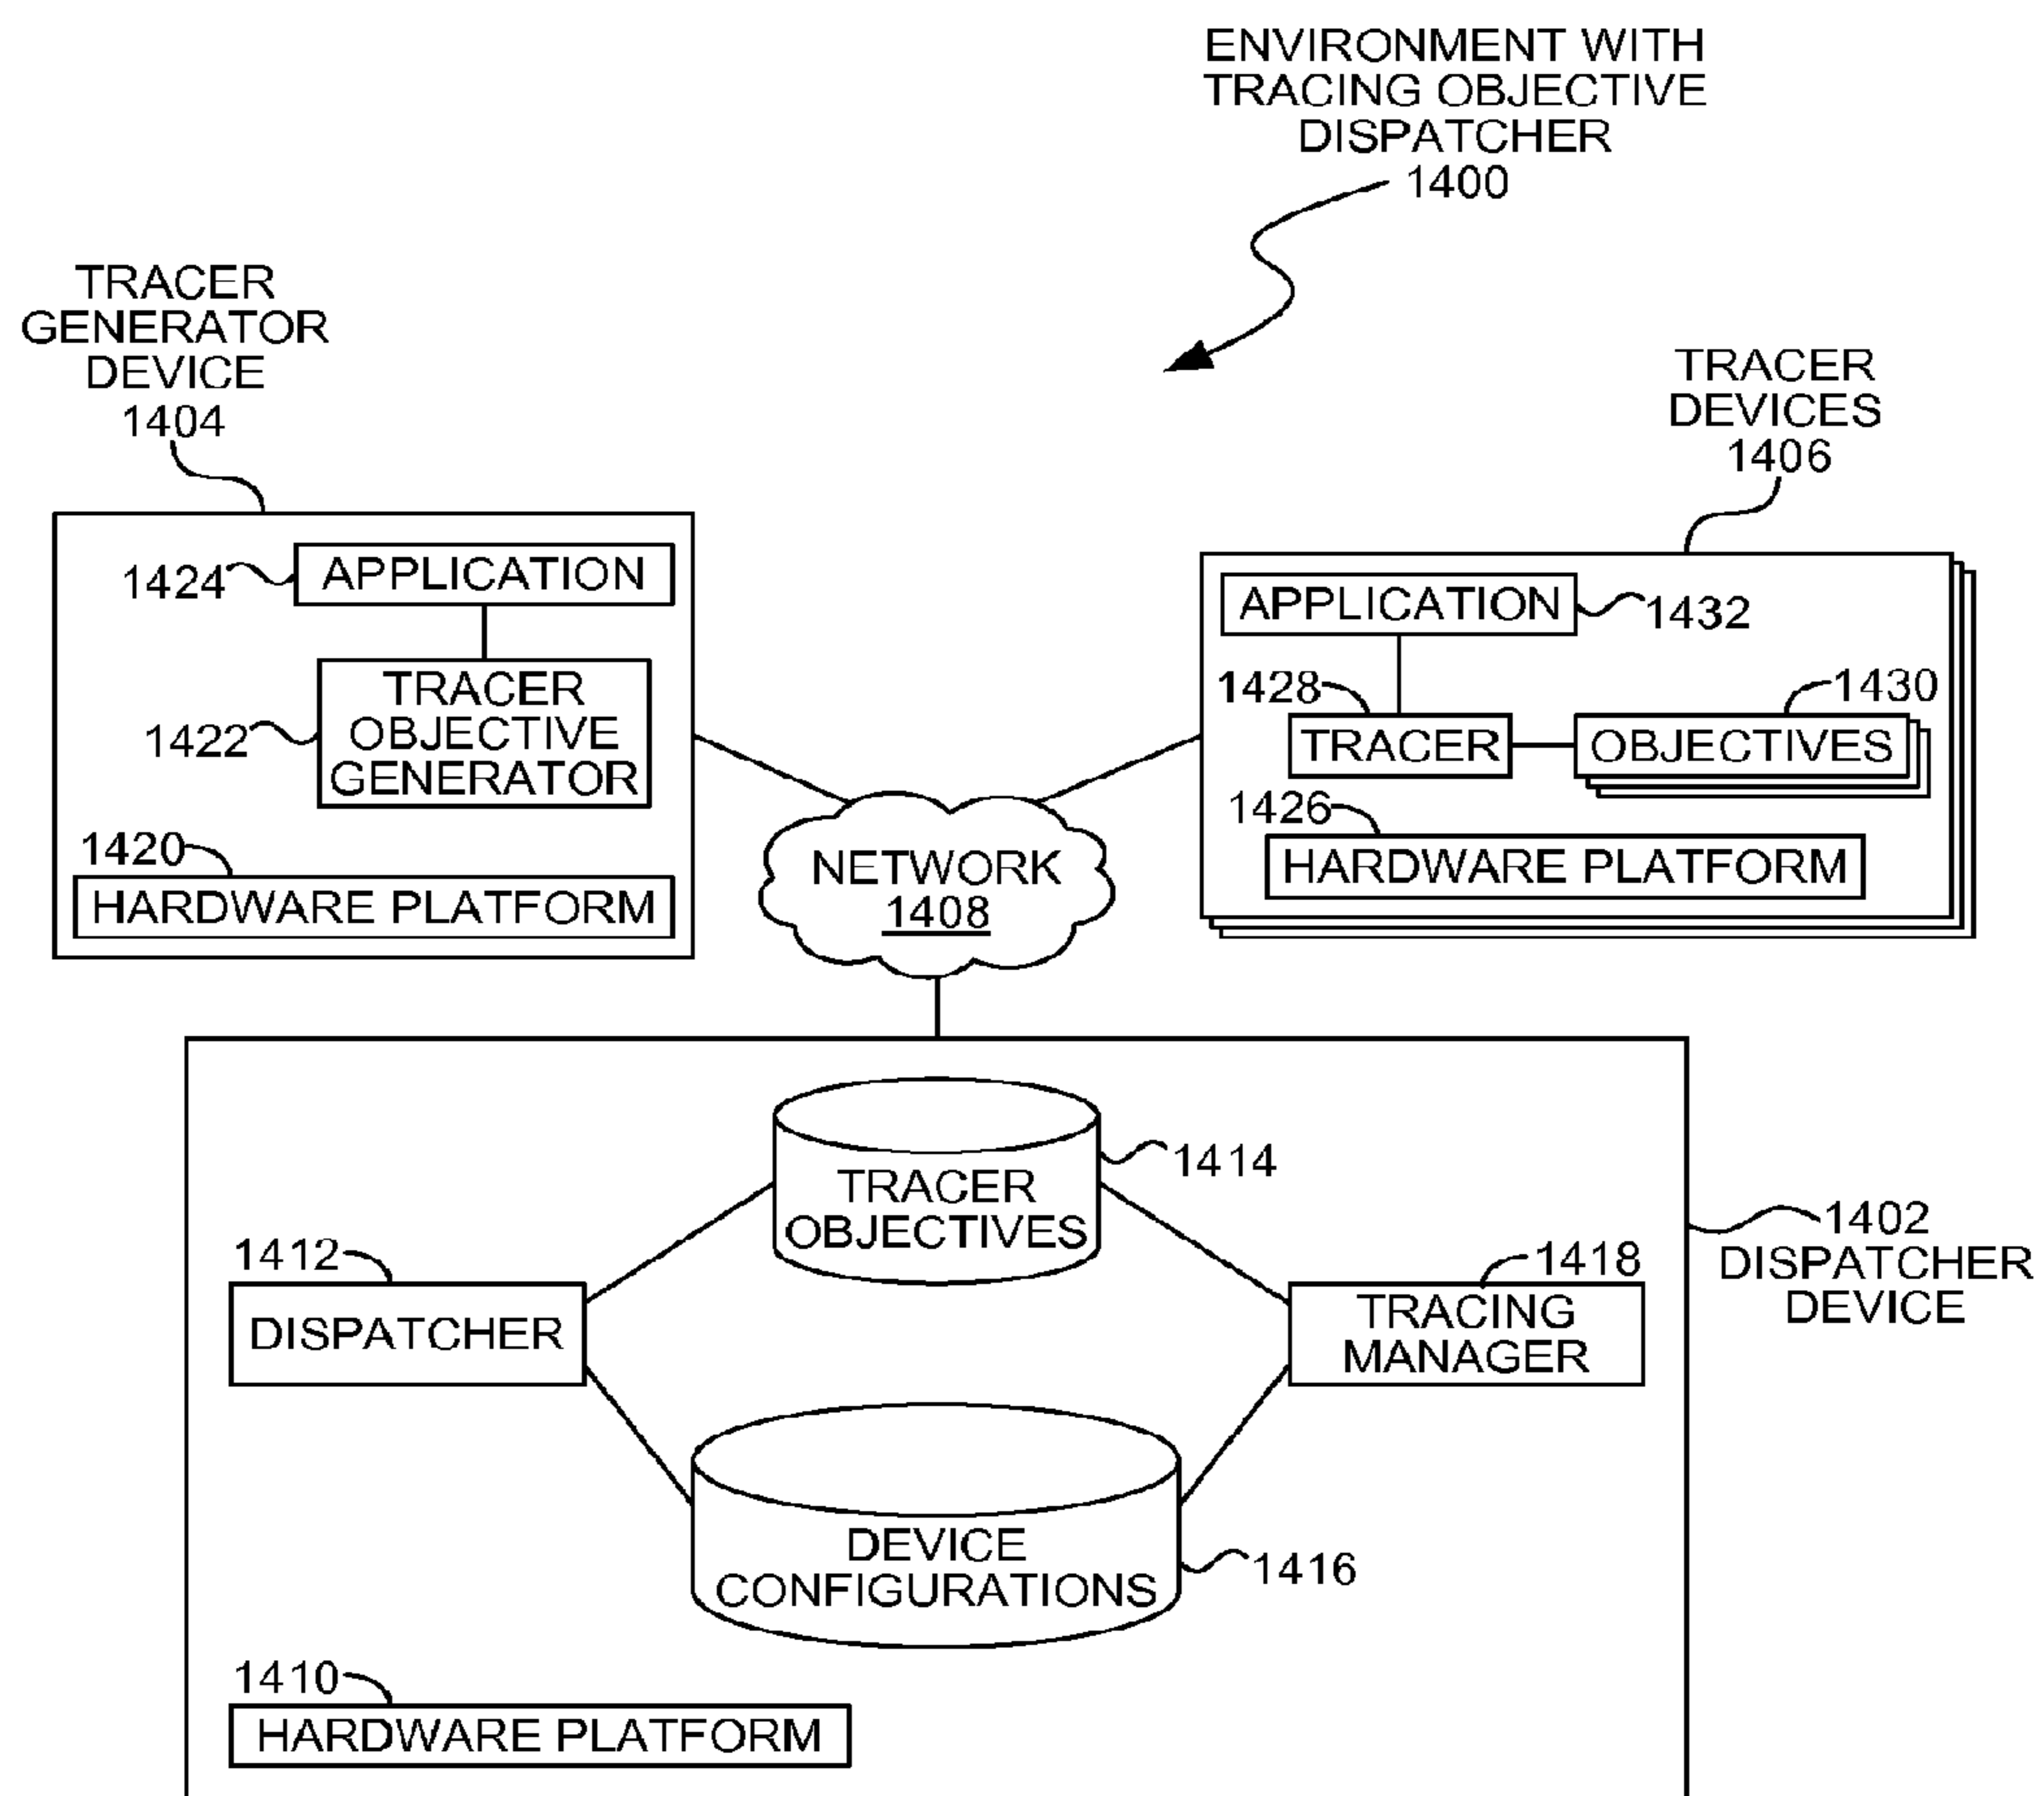 ENVIRONMENT WITH
TRACING OBJECTIVE
DISPATCHER
1400
TRACER
GENERATOR
DEVICE
1404
TRACER
DEVICES
1406
1424
APPLICATION
1422
TRACER
OBJECTIVE
GENERATOR
1420
HARDWARE PLATFORM
APPLICATION
1432
1428
1430
TRACER
OBJECTIVES
1426
HARDWARE PLATFORM
NETWORK
1408
TRACER
OBJECTIVES
1414
1402
DISPATCHER
DEVICE
1412
DISPATCHER
1418
TRACING
MANAGER
DEVICE
CONFIGURATIONS
1416
1410
HARDWARE PLATFORM